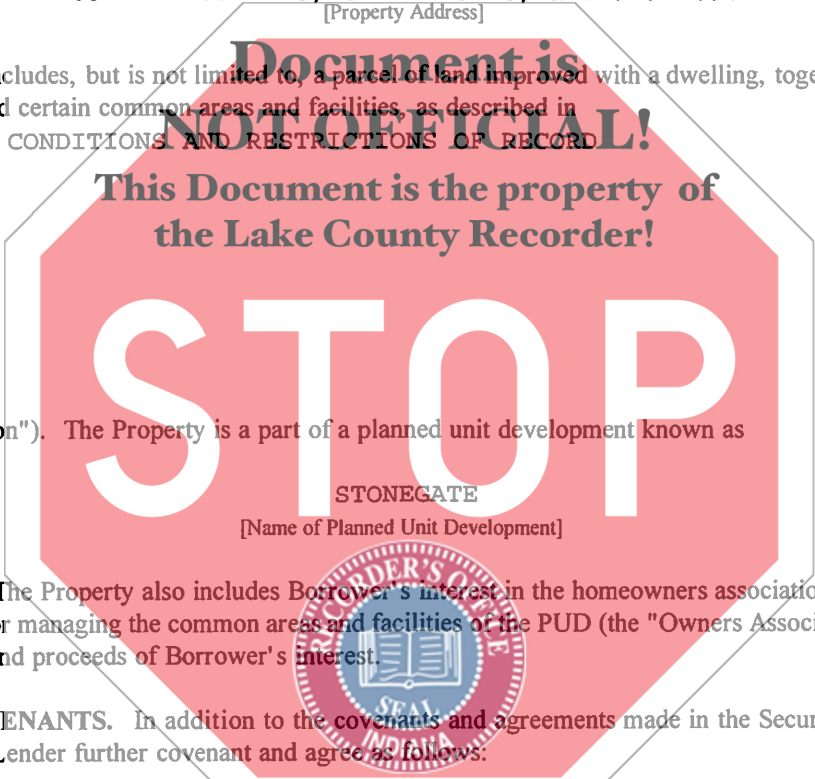 [Property Address]
Document is
cludes, but is not limited to, a parcel of land improved with a dwelling, toge
d certain common areas and facilities, as described in
NOT OFFICIAL!
CONDITIONS AND RESTRICTIONS OF RECORD
This Document is the property of
the Lake County Recorder!
STOP
n"). The Property is a part of a planned unit development known as
STONEGATE
[Name of Planned Unit Development]
The Property also includes Borrower's interest in the homeowners associatio
r managing the common areas and facilities of the PUD (the "Owners Associ
nd proceeds of Borrower's interest.
RECORDER'S OFFICE
SEAL
INDIANA
ENANTS. In addition to the covenants and agreements made in the Secur
Lender further covenant and agree as follows: